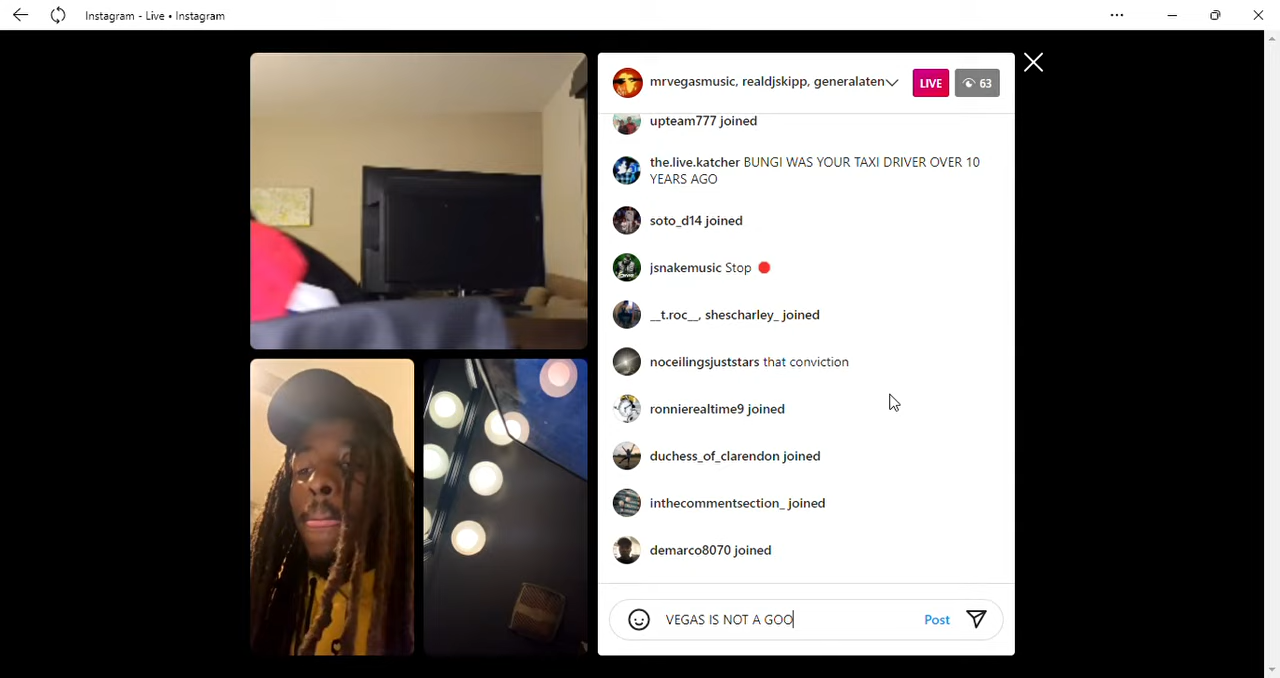 Instagram - Live • Instagram
mrvegasmusic, realdjskipp, generalaten
LIVE
63
upteam777 joined
the.live.katcher BUNGI WAS YOUR TAXI DRIVER OVER 10
YEARS AGO
soto_d14 joined
jsnakemusic Stop
__t.roc__, shescharley_ joined
noceilingsjuststars that conviction
ronnierealtime9 joined
duchess_of_clarendon joined
inthecommentsection_ joined
demarco8070 joined
VEGAS IS NOT A GOO
Post